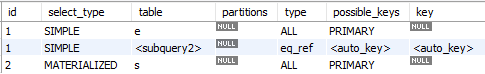 id select_type table partitions type possible_keys key
1 SIMPLE e NULL ALL PRIMARY NULL
1 SIMPLE <subquery2> NULL eq_ref <auto_key> <auto_key>
2 MATERIALIZED s NULL ALL PRIMARY NULL